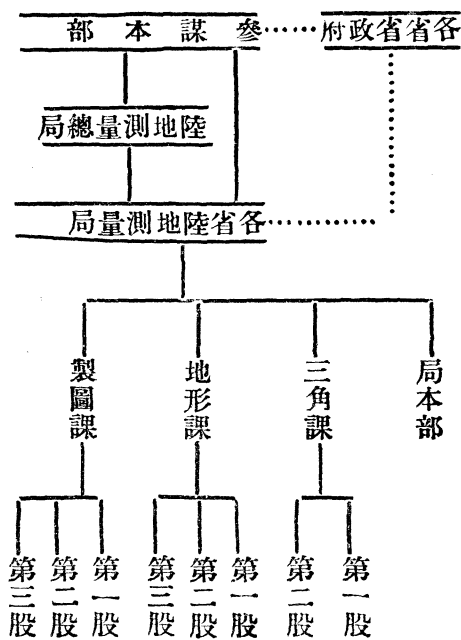 各省省政府
參謀本部
陸地測量總局
各省陸地測量局
局本部
三角課
地形課
製圖課
第一股
第二股
第一股
第二股
第三股
第一股
第二股
第三股